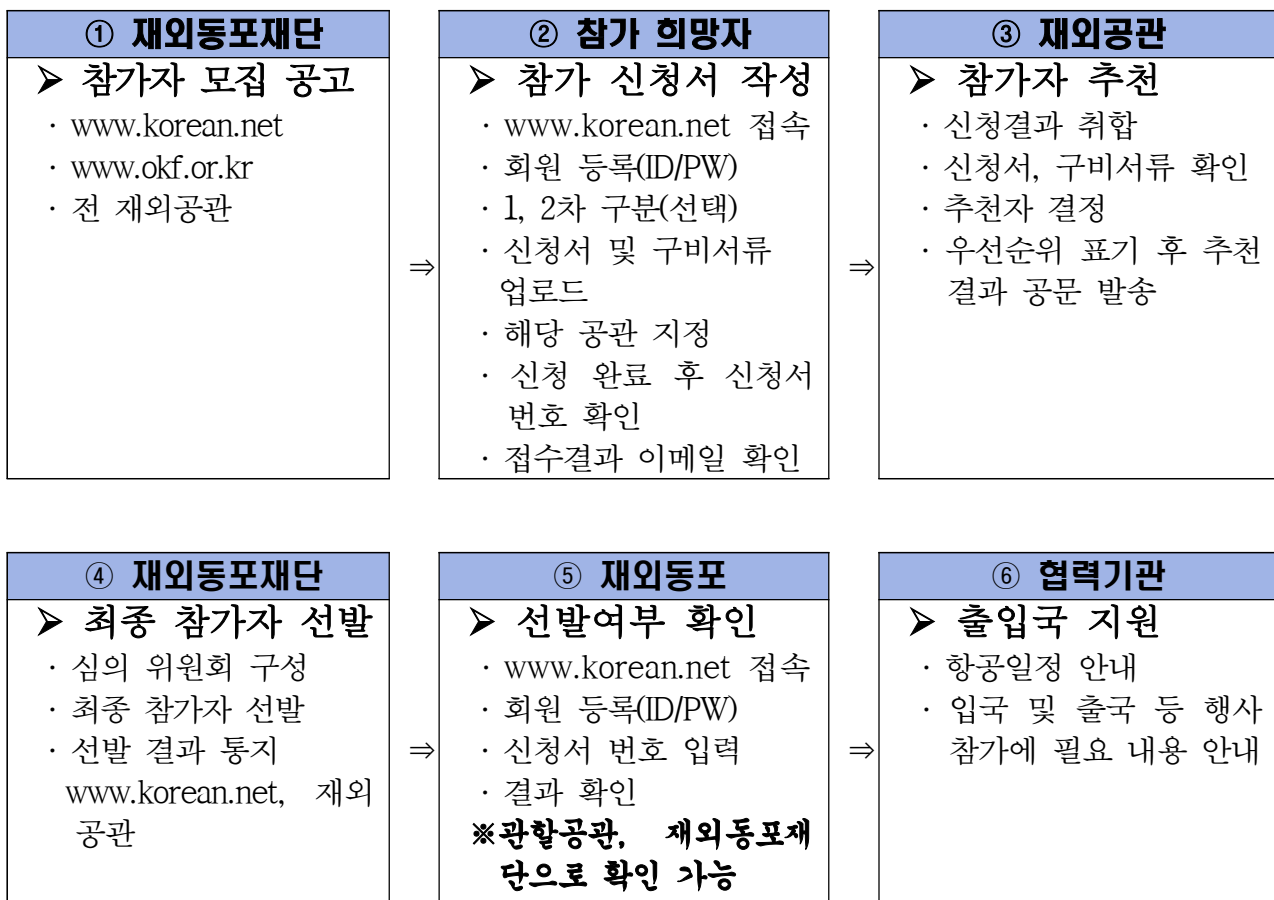 ① 재외동포재단
➢ 참가자 모집 공고
· www.korean.net
· www.okf.or.kr
· 전 재외공관
⇒
② 참가 희망자
➢ 참가 신청서 작성
· www.korean.net 접속
· 회원 등록(ID/PW)
· 1, 2차 구분(선택)
· 신청서 및 구비서류
업로드
· 해당 공관 지정
· 신청 완료 후 신청서
번호 확인
· 접수결과 이메일 확인
⇒
③ 재외공관
➢ 참가자 추천
· 신청결과 취합
· 신청서, 구비서류 확인
· 추천자 결정
· 우선순위 표기 후 추천
결과 공문 발송
④ 재외동포재단
➢ 최종 참가자 선발
· 심의 위원회 구성
· 최종 참가자 선발
· 선발 결과 통지
www.korean.net, 재외
공관
⇒
⑤ 재외동포
➢ 선발여부 확인
· www.korean.net 접속
· 회원 등록(ID/PW)
· 신청서 번호 입력
· 결과 확인
※관할공관, 재외동포재
단으로 확인 가능
⇒
⑥ 협력기관
➢ 출입국 지원
· 항공일정 안내
· 입국 및 출국 등 행사
참가에 필요 내용 안내